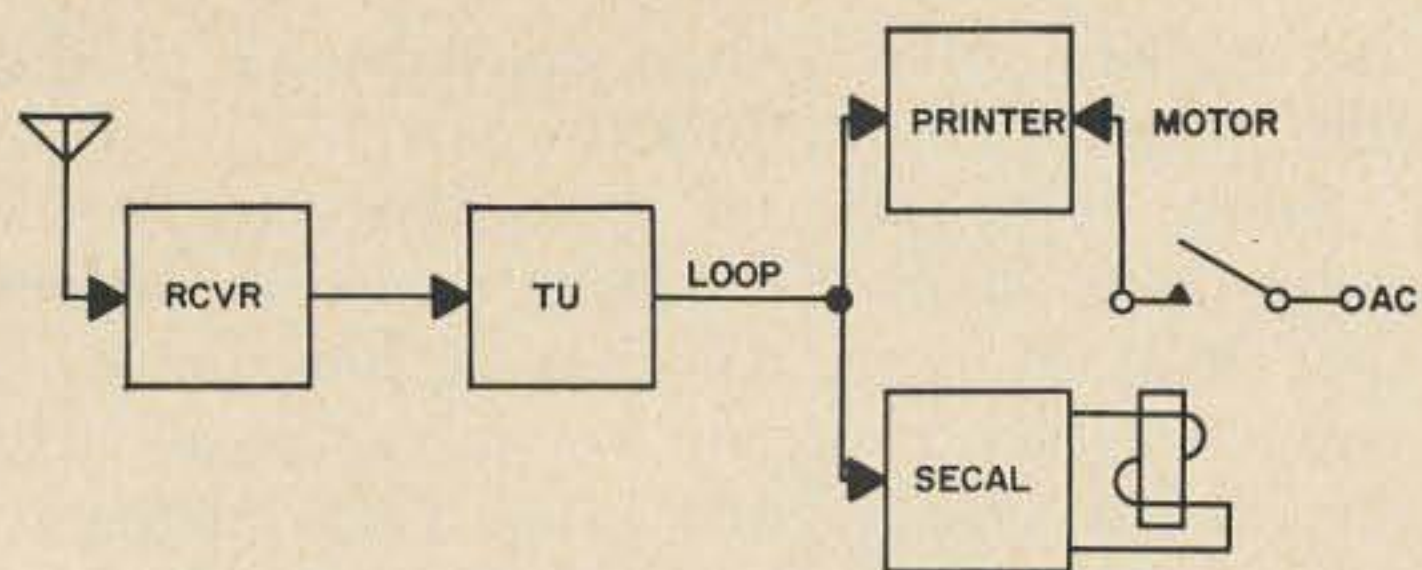 PRINTER
MOTOR
RCVR
TU
LOOP
AC
SECAL